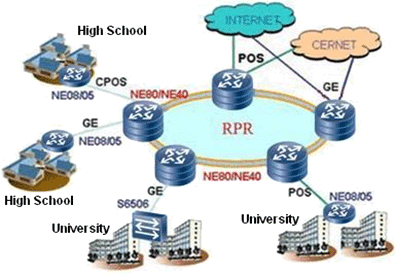 High School
INTERNET
CERNET
POS
CPOS
NE08/05
NE80/NE40
GE
GE
RPR
NE08/05
High School
GE
NE80/NE40
S6506
POS
NE08/05
University
University